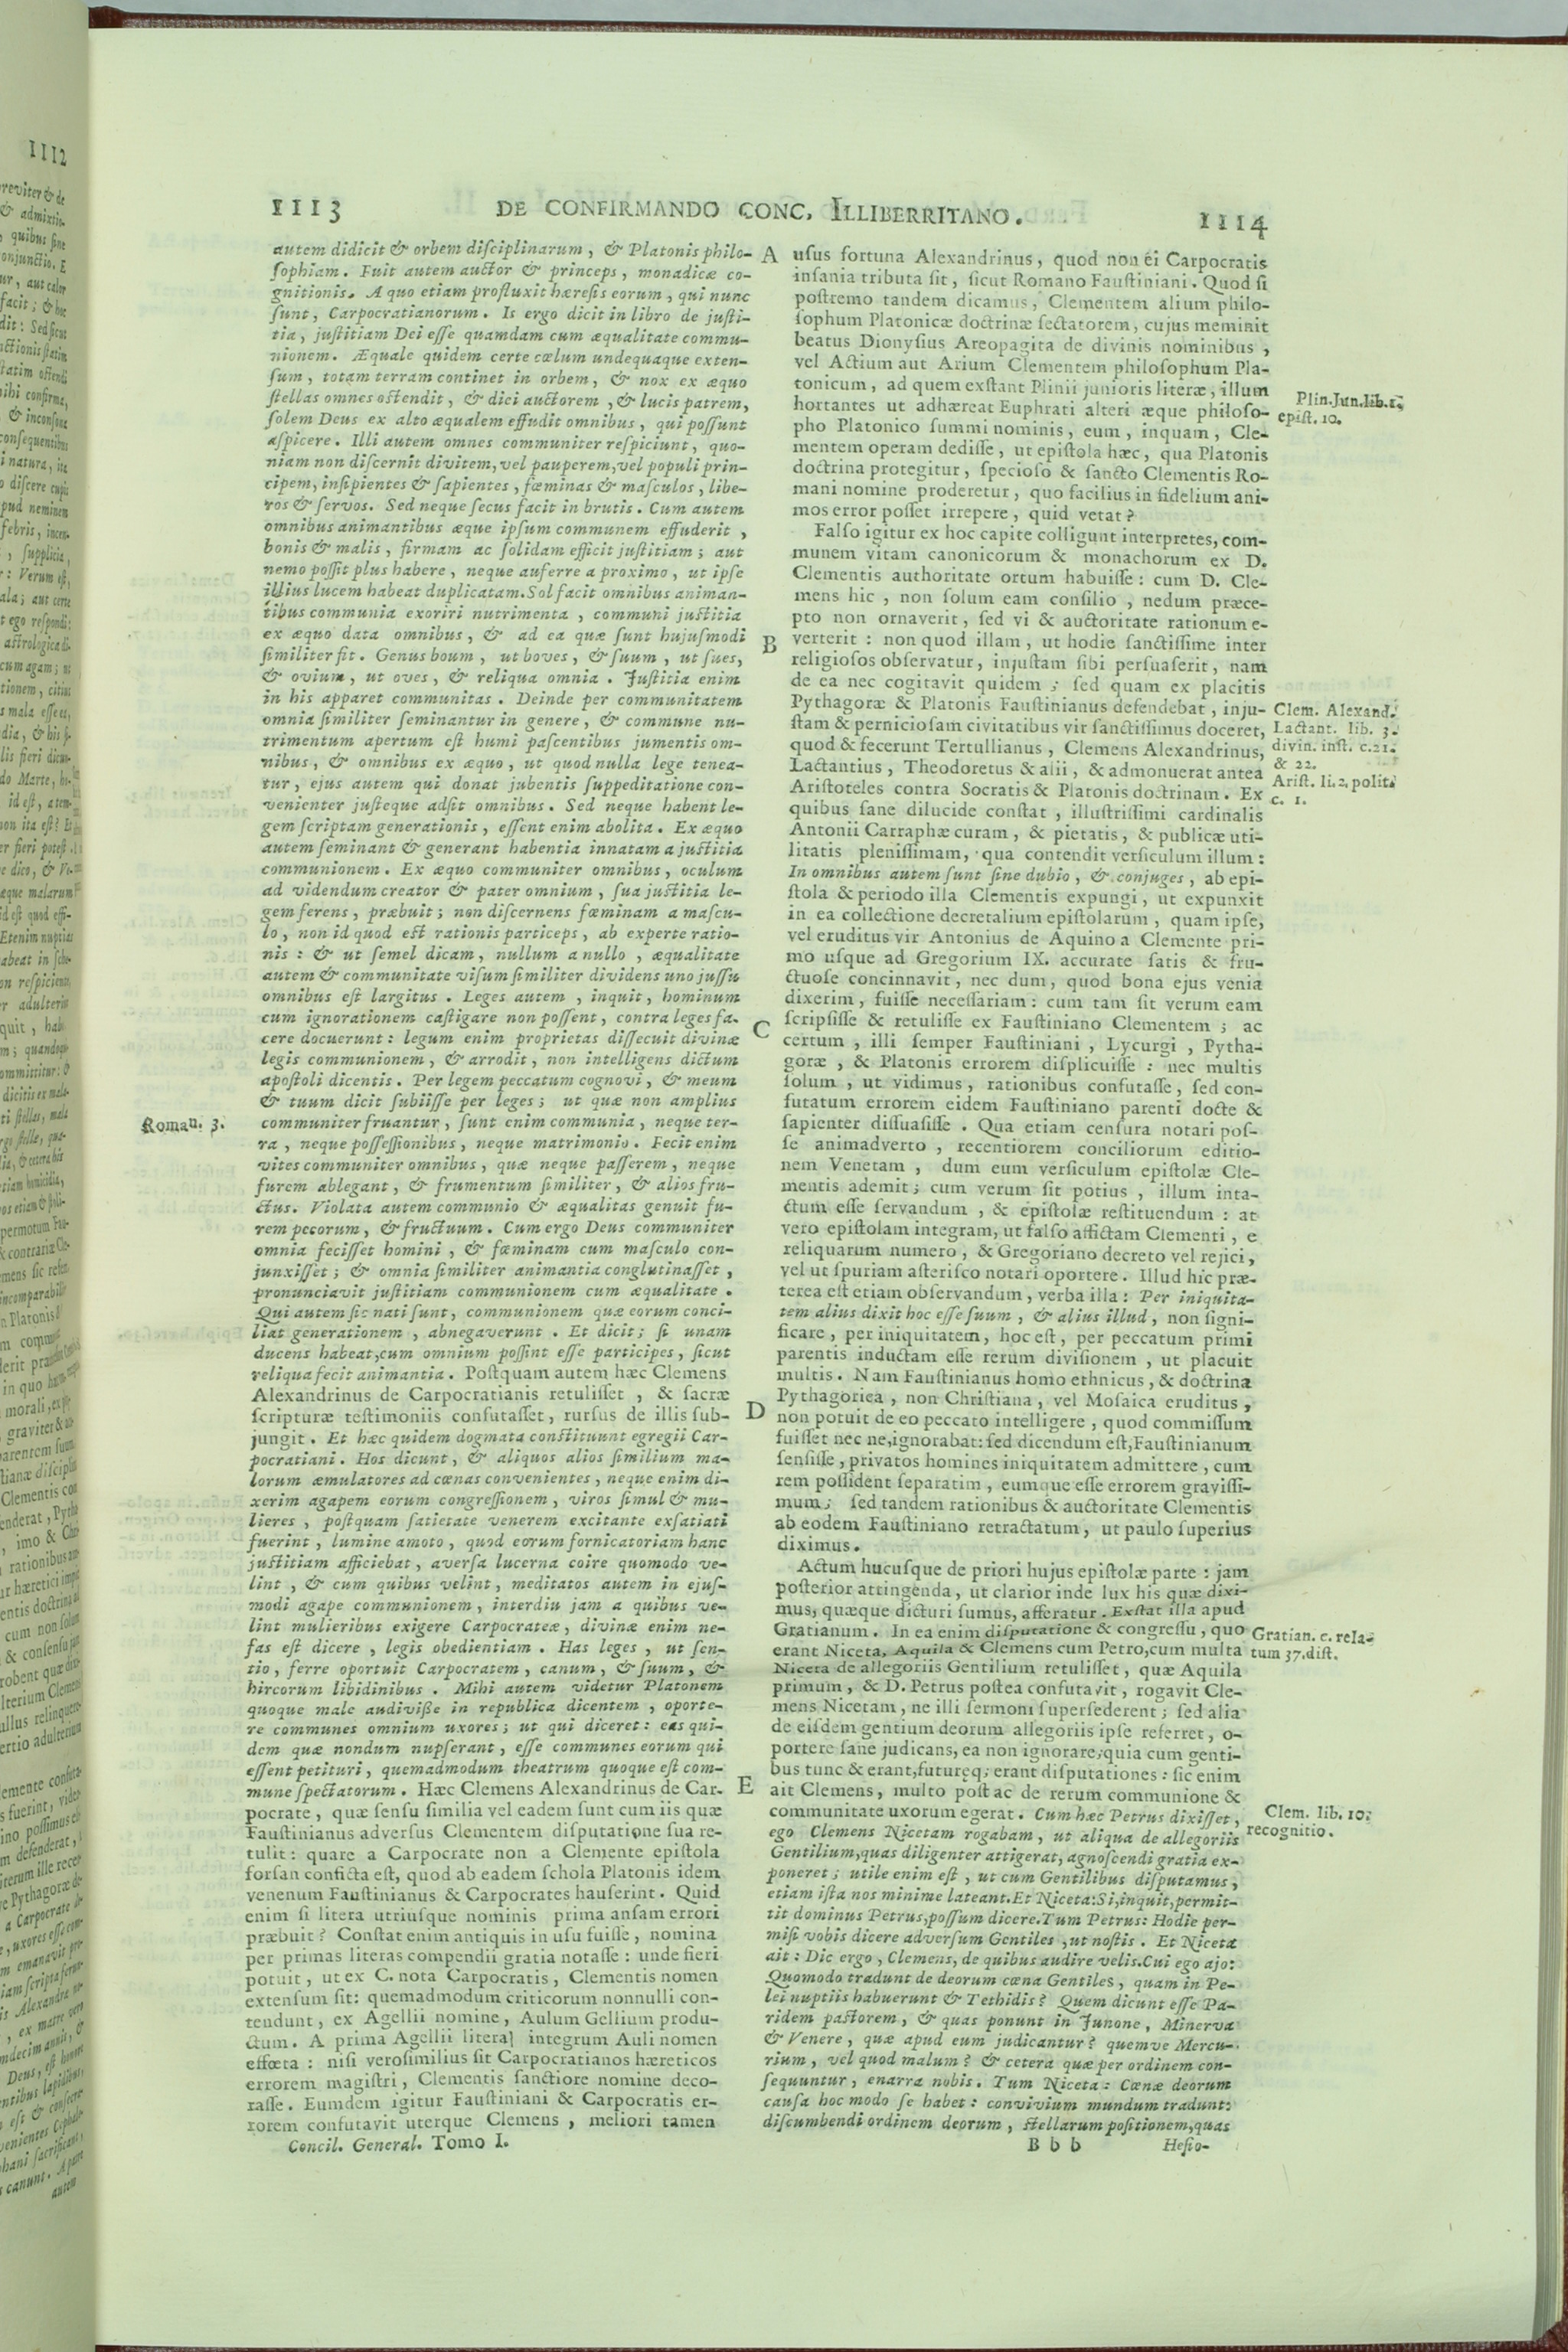 1113 DE CONFIRMANDO CONC. ILLIBERRITANO. 1114
autem didicit & orbem disciplinarum, & Platonis philo-
sophiam. Fuit autem auctor & princeps, monadicæ co-
gnitionis. A quo etiam profluxit hæresis eorum, qui nunc
sunt, Carpocratianorum. Is ergo dicit in libro de justi-
tia, justitiam Dei esse quamdam cum æqualitate commu-
nionem. Æquale quidem certe cœlum undequaque exten-
sum, totam terram continet in orbem, & nox ex æquo
stellas omnes ostendit, & diei auctorem, & lucis patrem,
solem Deus ex alto æqualem effudit omnibus, qui possunt
aspicere. Illi autem omnes communiter respiciunt, quo-
niam non discernit divitem, vel pauperem, vel populi prin-
cipem, insipientes & sapientes, fœminas & masculos, libe-
ros & servos. Sed neque secus facit in brutis. Cum autem
omnibus animantibus æque ipsum communem effuderit,
bonis & malis, firmam ac solidam efficit justitiam; aut
nemo possit plus habere, neque auferre a proximo, ut ipse
illius lucem habeat duplicatam. Sol facit omnibus animan-
tibus communia exoriri nutrimenta, communi justitia
ex æquo data omnibus, & ad ea quæ sunt hujusmodi
similiter fit. Genus boum, ut boves, & suum, ut sues,
& ovium, ut oves, & reliqua omnia. Justitia enim
in his apparet communitas. Deinde per communitatem
omnia similiter seminantur in genere, & commune nu-
trimentum apertum est humi pascentibus jumentis om-
nibus, & omnibus ex æquo, ut quod nulla lege tenea-
tur, ejus autem qui donat jubentis suppeditatione con-
venienter justeque adsit omnibus. Sed neque habent le-
gem scriptam generationis, essent enim abolita. Ex æquo
autem seminant & generant habentia innatam a justitia
communionem. Ex æquo communiter omnibus, oculum
ad videndum creator & pater omnium, sua justitia le-
gem ferens, præbuit; non discernens fœminam a mascu-
lo, non id quod est rationis particeps, ab experte ratio-
nis: & ut semel dicam, nullum a nullo, æqualitate
autem & communitate visum similiter dividens uno jussu
omnibus est largitus. Leges autem, inquit, hominum
cum ignorationem castigare non possent, contra leges fa-
cere docuerunt: legum enim proprietas dissecuit divinæ
legis communionem, & arrodit, non intelligens dictum
apostoli dicentis. Per legem peccatum cognovi, & meum
& tuum dicit subiisse per leges; ut quæ non amplius
Roman. 3.
communiter fruantur, sunt enim communia, neque ter-
ra, neque possessionibus, neque matrimonio. Fecit enim
vites communiter omnibus, quæ neque passerem, neque
furem ablegant, & frumentum similiter, & alios fru-
ctus. Violata autem communio & æqualitas genuit fu-
rem pecorum, & fructuum. Cum ergo Deus communiter
omnia fecisset homini, & fœminam cum masculo con-
junxisset; & omnia similiter animantia conglutinasset,
pronunciavit justitiam communionem cum æqualitate.
Qui autem sic nati sunt, communionem quæ eorum conci-
liat generationem, abnegaverunt. Et dicit; si unam
ducens habeat, cum omnium possint esse participes, sicut
reliqua fecit animantia. Postquam autem hæc Clemens
Alexandrinus de Carpocratianis retulisset, & sacræ
scripturæ testimoniis confutasset, rursus de illis sub-
jungit. Et hæc quidem dogmata constituunt egregii Car-
pocratiani. Hos dicunt, & aliquos alios similium ma-
lorum æmulatores ad cœnas convenientes, neque enim di-
xerim agapem eorum congressionem, viros simul & mu-
lieres, postquam satietate venerem excitante exsatiati
fuerint, lumine amoto, quod eorum fornicatoriam hanc
justitiam afficiebat, aversa lucerna coire quomodo ve-
lint, & cum quibus velint, meditatos autem in ejus-
modi agape communionem, interdiu jam a quibus ve-
lint mulieribus exigere Carpocrateæ, divinæ enim ne-
fas est dicere, legis obedientiam. Has leges, ut sen-
tio, ferre oportuit Carpocratem, canum, & suum, &
hircorum libidinibus. Mihi autem videtur Platonem
quoque male audivisse in republica dicentem, oporte-
re communes omnium uxores; ut qui diceret: eas qui-
dem quæ nondum nupserant, esse communes eorum qui
essent petituri, quemadmodum theatrum quoque est com-
mune spectatorum. Hæc Clemens Alexandrinus de Car-
pocrate, quæ sensu similia vel eadem sunt cum iis quæ
Faustinianus adversus Clementem disputatione sua re-
tulit: quare a Carpocrate non a Clemente epistola
forsan conficta est, quod ab eadem schola Platonis idem
venenum Faustinianus & Carpocrates hauserint. Quid
enim si litera utriusque nominis prima ansam errori
præbuit? Constat enim antiquis in usu fuisse, nomina
per primas literas compendii gratia notasse: unde fieri
potuit, ut ex C. nota Carpocratis, Clementis nomen
extensum sit: quemadmodum criticorum nonnulli con-
tendunt, ex Agellii nomine, Aulum Gellium produ-
ctum. A prima Agellii litera integrum Auli nomen
effœta: nisi verosimilius sit Carpocratianos hæreticos
errorem magistri, Clementis sanctiore nomine deco-
rasse. Eumdem igitur Faustiniani & Carpocratis er-
rorem confutavit uterque Clemens, meliori tamen
Concil. General. Tomo I.
A
B
C
D
E
usus fortuna Alexandrinus, quod non ei Carpocratis
insania tributa sit, sicut Romano Faustiniani. Quod si
postremo tandem dicamus, Clementem alium philo-
sophum Platonicæ doctrinæ sectatorem, cujus meminit
beatus Dionysius Areopagita de divinis nominibus,
vel Actium aut Arium Clementem philosophum Pla-
tonicum, ad quem exstant Plinii junioris literæ, illum
hortantes ut adhæreat Euphrati alteri æque philoso-
Plin. Jun. lib. 1.
epist. 10.
pho Platonico summi nominis, eum, inquam, Cle-
mentem operam dedisse, ut epistola hæc, qua Platonis
doctrina protegitur, specioso & sancto Clementis Ro-
mani nomine proderetur, quo facilius in fidelium ani-
mos error posset irrepere, quid vetat?
Falso igitur ex hoc capite colligunt interpretes, com-
munem vitam canonicorum & monachorum ex D.
Clementis authoritate ortum habuisse: cum D. Cle-
mens hic, non solum eam consilio, nedum præce-
pto non ornaverit, sed vi & auctoritate rationum e-
verterit: non quod illam, ut hodie sanctissime inter
religiosos observatur, injustam sibi persuaserit, nam
de ea nec cogitavit quidem; sed quam ex placitis
Pythagoræ & Platonis Faustinianus defendebat, inju-
stam & perniciosam civitatibus vir sanctissimus doceret,
quod & fecerunt Tertullianus, Clemens Alexandrinus,
Lactantius, Theodoretus & alii, & admonuerat antea
Aristoteles contra Socratis & Platonis doctrinam. Ex
Clem. Alexand.
Lactant. lib. 3.
divin. inst. c. 21.
& 22.
Arist. li. 2. polit.
c. 1.
quibus sane dilucide constat, illustrissimi cardinalis
Antonii Carraphæ curam, & pietatis, & publicæ uti-
litatis plenissimam, qua contendit versiculum illum:
In omnibus autem sunt sine dubio, & conjuges, ab epi-
stola & periodo illa Clementis expungi, ut expunxit
in ea collectione decretalium epistolarum, quam ipse,
vel eruditus vir Antonius de Aquino a Clemente pri-
mo usque ad Gregorium IX. accurate satis & fru-
ctuose concinnavit, nec dum, quod bona ejus venia
dixerim, fuisse necessariam: cum tam sit verum eam
scripsisse & retulisse ex Faustiniano Clementem; ac
certum, illi semper Faustiniani, Lycurgi, Pytha-
goræ, & Platonis errorem displicuisse: nec multis
solum, ut vidimus, rationibus confutasse, sed con-
futatum errorem eidem Faustiniano parenti docte &
sapienter dissuasisse. Qua etiam censura notari pos-
se animadverto, recentiorem conciliorum editio-
nem Venetam, dum eum versiculum epistolæ Cle-
mentis ademit; cum verum sit potius, illum inta-
ctum esse servandum, & epistolæ restituendum: at
vero epistolam integram, ut falso affictam Clementi, e
reliquarum numero, & Gregoriano decreto vel rejici,
vel ut spuriam asterisco notari oportere. Illud hic præ-
terea est etiam observandum, verba illa: Per iniquita-
tem alius dixit hoc esse suum, & alius illud, non signi-
ficare, per iniquitatem, hoc est, per peccatum primi
parentis inductam esse rerum divisionem, ut placuit
multis. Nam Faustinianus homo ethnicus, & doctrina
Pythagorica, non Christiana, vel Mosaica eruditus,
non potuit de eo peccato intelligere, quod commissum
fuisset nec ne, ignorabat: sed dicendum est, Faustinianum
sensisse, privatos homines iniquitatem admittere, cum
rem possident separatim, eumque esse errorem gravissi-
mum; sed tandem rationibus & auctoritate Clementis
ab eodem Faustiniano retractatum, ut paulo superius
diximus.
Actum hucusque de priori hujus epistolæ parte: jam
posterior attingenda, ut clarior inde lux his quæ dixi-
mus, quæque dicturi sumus, afferatur. Exstat illa apud
Gratianum. In ea enim disputatione & congressu, quo
erant Niceta, Aquila & Clemens cum Petro, cum multa
Gratian. c. rela-
tum 37. dist.
Niceta de allegoriis Gentilium retulisset, quæ Aquila
primum, & D. Petrus postea confutavit, rogavit Cle-
mens Nicetam, ne illi sermoni supersederent; sed alia
de eisdem gentium deorum allegoriis ipse referret, o-
portere sane judicans, ea non ignorare, quia cum genti-
bus tunc & erant, futuręq; erant disputationes: sic enim
ait Clemens, multo post ac de rerum communione &
communitate uxorum egerat. Cum hæc Petrus dixisset,
Clem. lib. 10.
recognitio.
ego Clemens Nicetam rogabam, ut aliqua de allegoriis
Gentilium, quas diligenter attigerat, agnoscendi gratia ex-
poneret; utile enim est, ut cum Gentilibus disputamus,
etiam ista nos minime lateant. Et Niceta: Si, inquit, permit-
tit dominus Petrus, possum dicere. Tum Petrus: Hodie per-
misi vobis dicere adversum Gentiles, ut nostis. Et Niceta
ait: Dic ergo, Clemens, de quibus audire velis. Cui ego ajo:
Quomodo tradunt de deorum cœna Gentiles, quam in Pe-
lei nuptiis habuerunt & Tethidis? Quem dicunt esse Pa-
ridem pastorem, & quas ponunt in Junone, Minerva
& Venere, quæ apud eum judicantur? quemve Mercu-
rium, vel quod malum? & cetera quæ per ordinem con-
sequuntur, enarra nobis. Tum Niceta: Cœnæ deorum
causa hoc modo se habet: convivium mundum tradunt:
discumbendi ordinem deorum, stellarum positionem, quas
B b b Hesio-